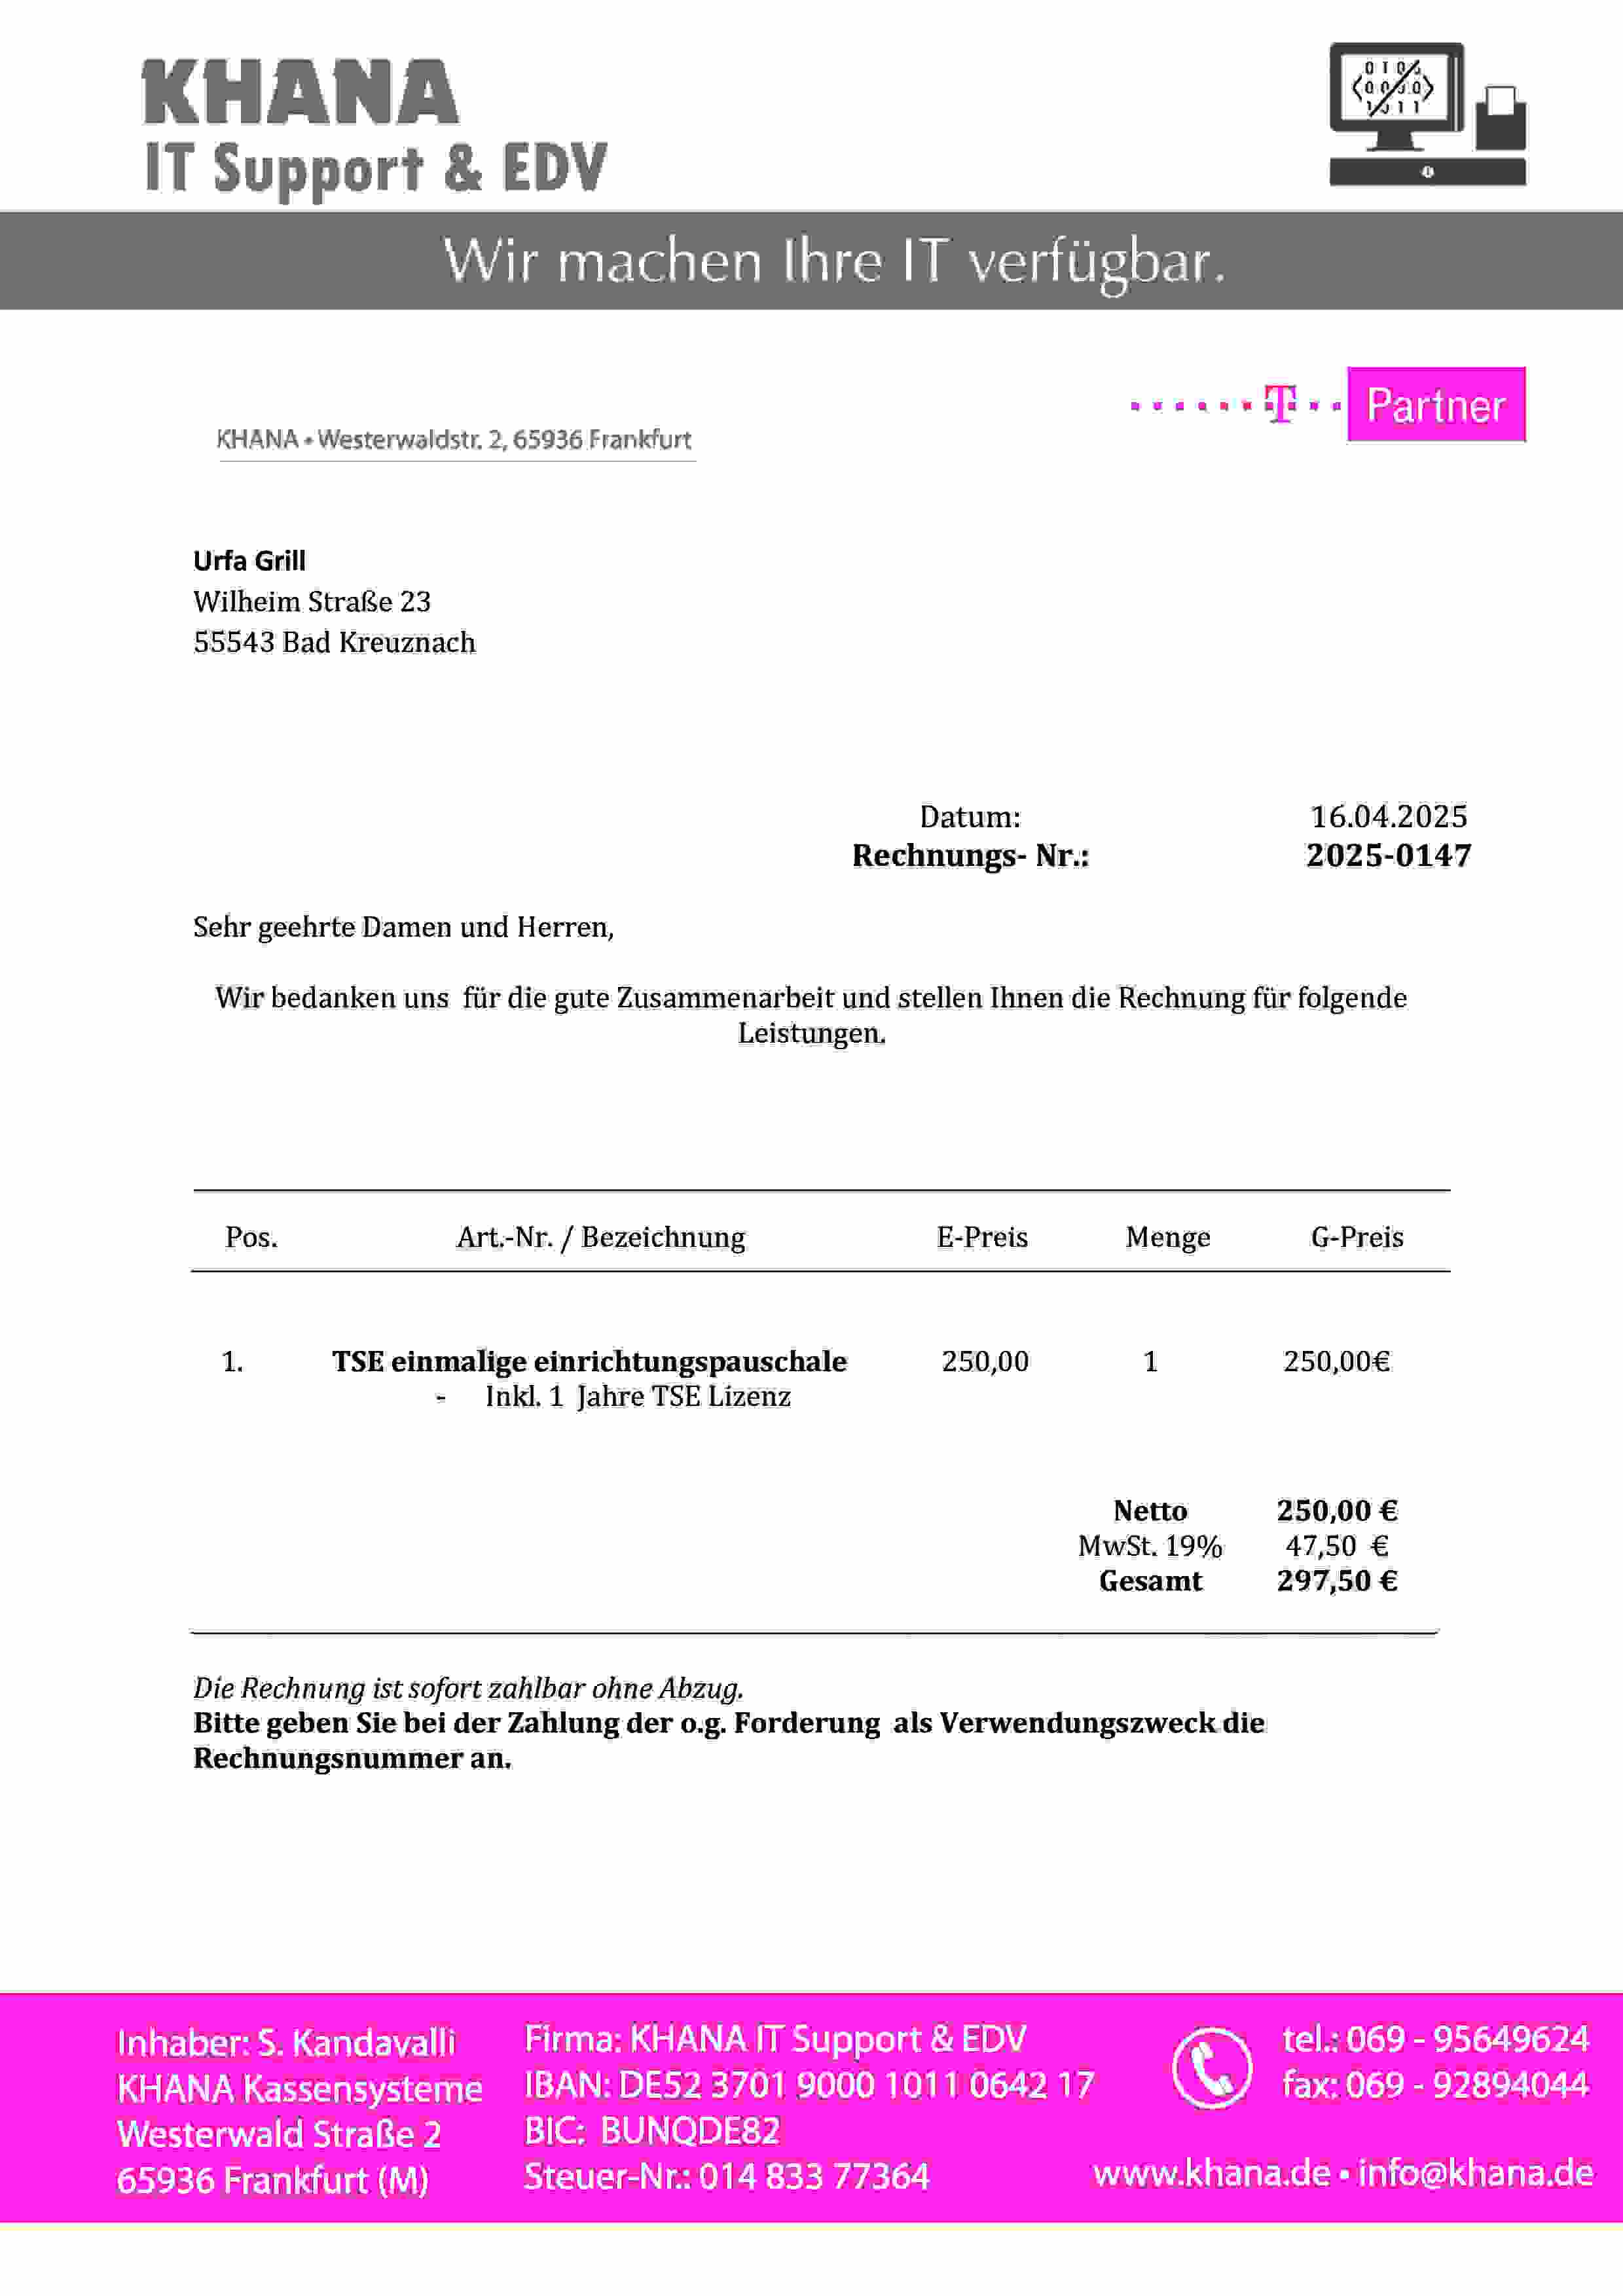 KHANA
IT Support & EDV
Wir machen Ihre IT verfügbar.
T Partner
KHANA • Westerwaldstr. 2, 65936 Frankfurt
Urfa Grill
Wilheim Straße 23
55543 Bad Kreuznach
Datum: 16.04.2025
Rechnungs- Nr.: 2025-0147
Sehr geehrte Damen und Herren,
Wir bedanken uns für die gute Zusammenarbeit und stellen Ihnen die Rechnung für folgende
Leistungen.
Pos. Art.-Nr. / Bezeichnung E-Preis Menge G-Preis
1. TSE einmalige einrichtungspauschale 250,00 1 250,00€
- Inkl. 1 Jahre TSE Lizenz
Netto 250,00 €
MwSt. 19% 47,50 €
Gesamt 297,50 €
Die Rechnung ist sofort zahlbar ohne Abzug.
Bitte geben Sie bei der Zahlung der o.g. Forderung als Verwendungszweck die
Rechnungsnummer an.
Inhaber: S. Kandavalli
KHANA Kassensysteme
Westerwald Straße 2
65936 Frankfurt (M)
Firma: KHANA IT Support & EDV
IBAN: DE52 3701 9000 1011 0642 17
BIC: BUNQDE82
Steuer-Nr.: 014 833 77364
tel.: 069 - 95649624
fax: 069 - 92894044
www.khana.de • info@khana.de